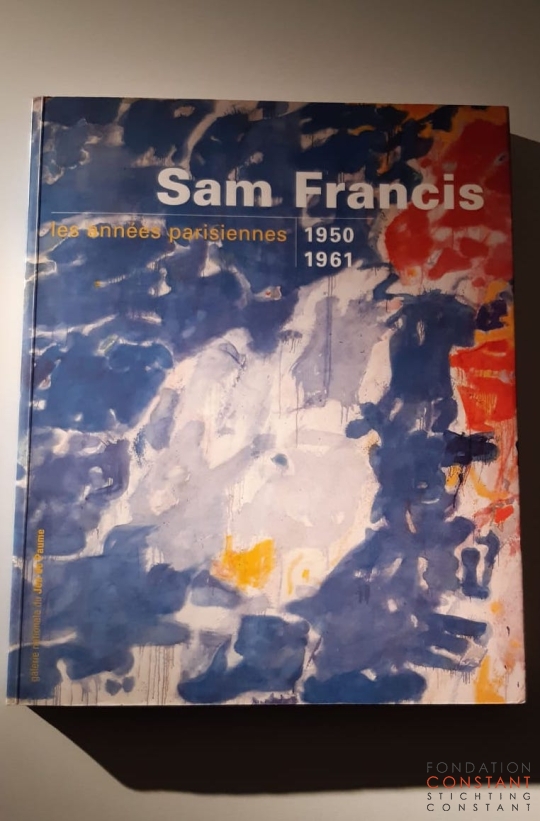 Sam Francis
les années parisiennes
1950
1961
galerie nationale du Jeu de Paume
FONDATION
CONSTANT
STICHTING
CONSTANT